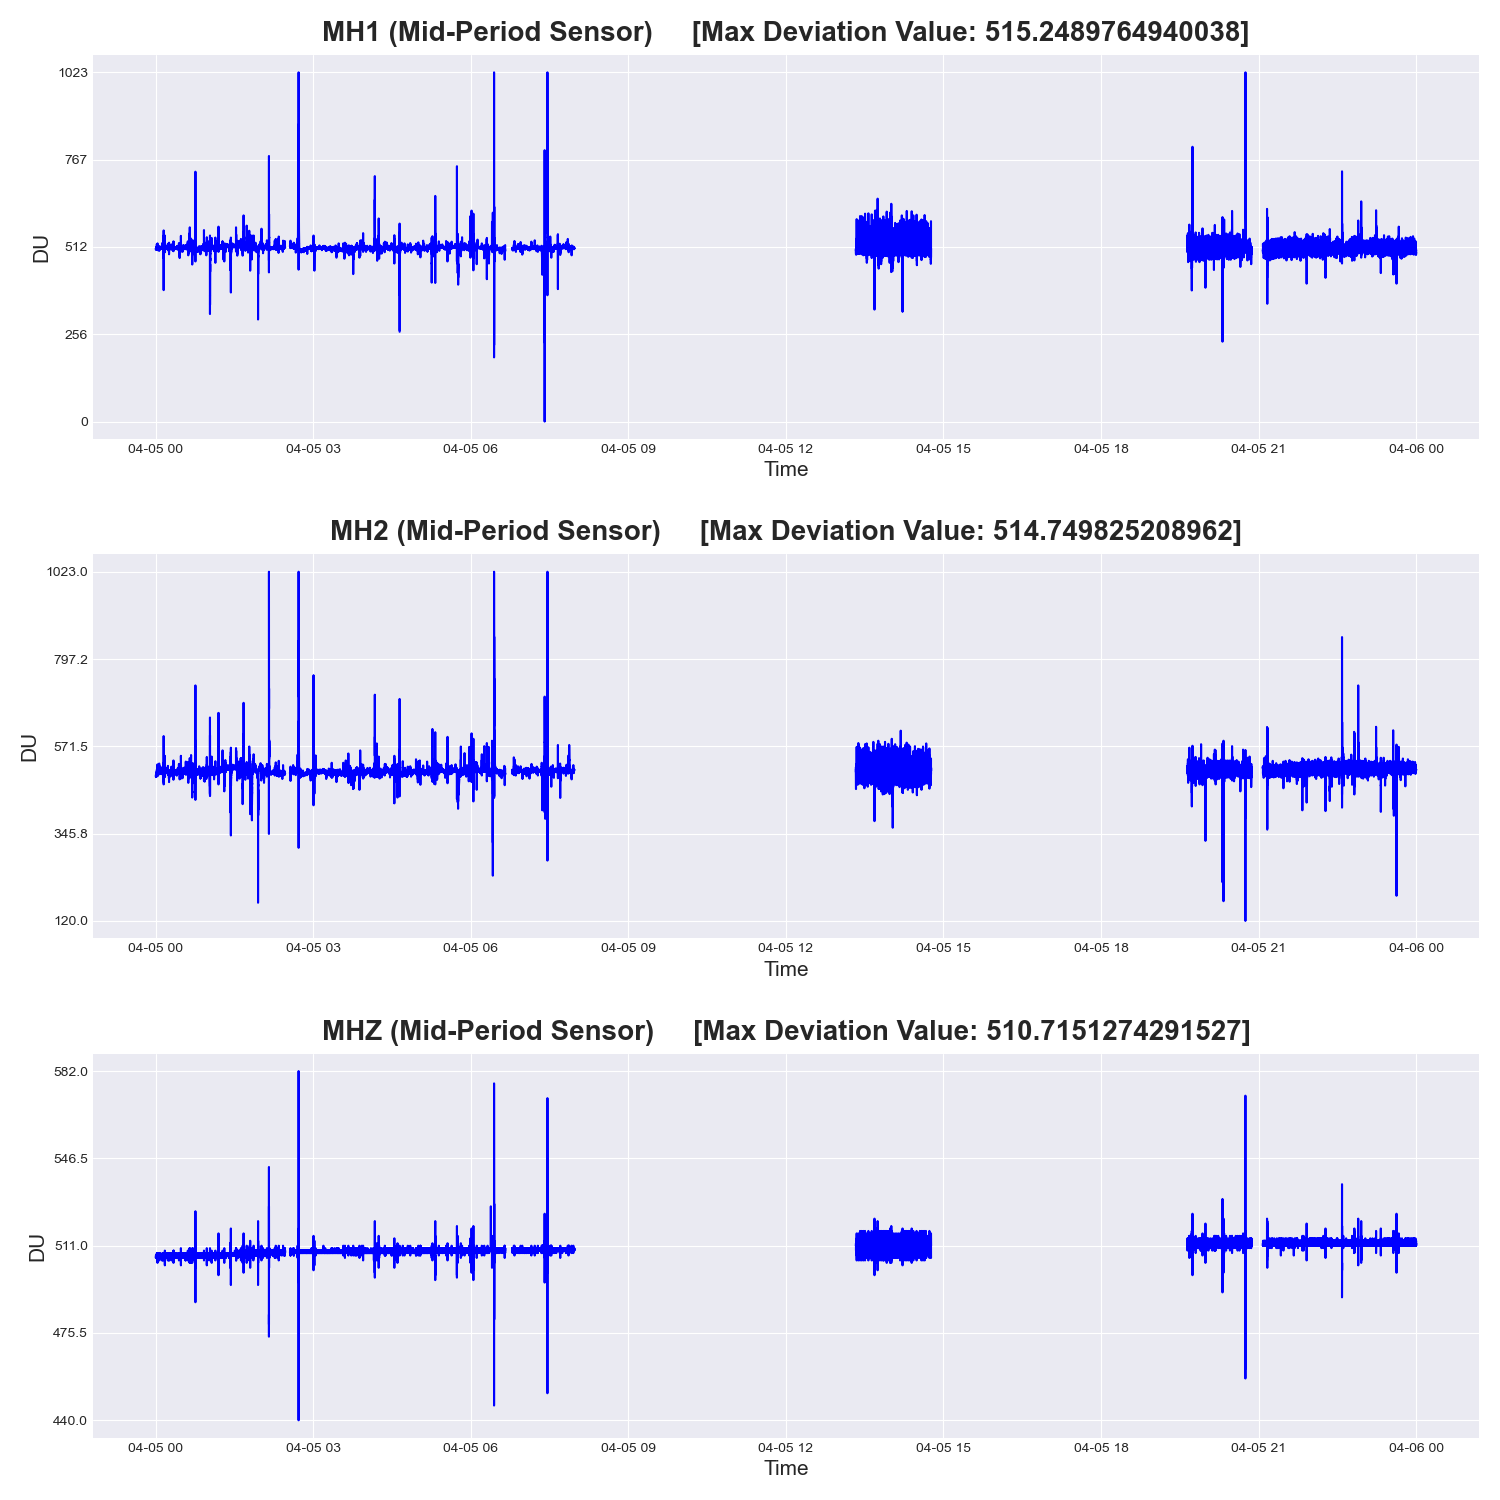 MH1 (Mid-Period Sensor)     [Max Deviation Value: 515.2489764940038]
1023
767
512
256
0
DU
04-05 00 04-05 03 04-05 06 04-05 09 04-05 12 04-05 15 04-05 18 04-05 21 04-06 00
Time
MH2 (Mid-Period Sensor)     [Max Deviation Value: 514.749825208962]
1023.0
797.2
571.5
345.8
120.0
DU
04-05 00 04-05 03 04-05 06 04-05 09 04-05 12 04-05 15 04-05 18 04-05 21 04-06 00
Time
MHZ (Mid-Period Sensor)     [Max Deviation Value: 510.7151274291527]
582.0
546.5
511.0
475.5
440.0
DU
04-05 00 04-05 03 04-05 06 04-05 09 04-05 12 04-05 15 04-05 18 04-05 21 04-06 00
Time